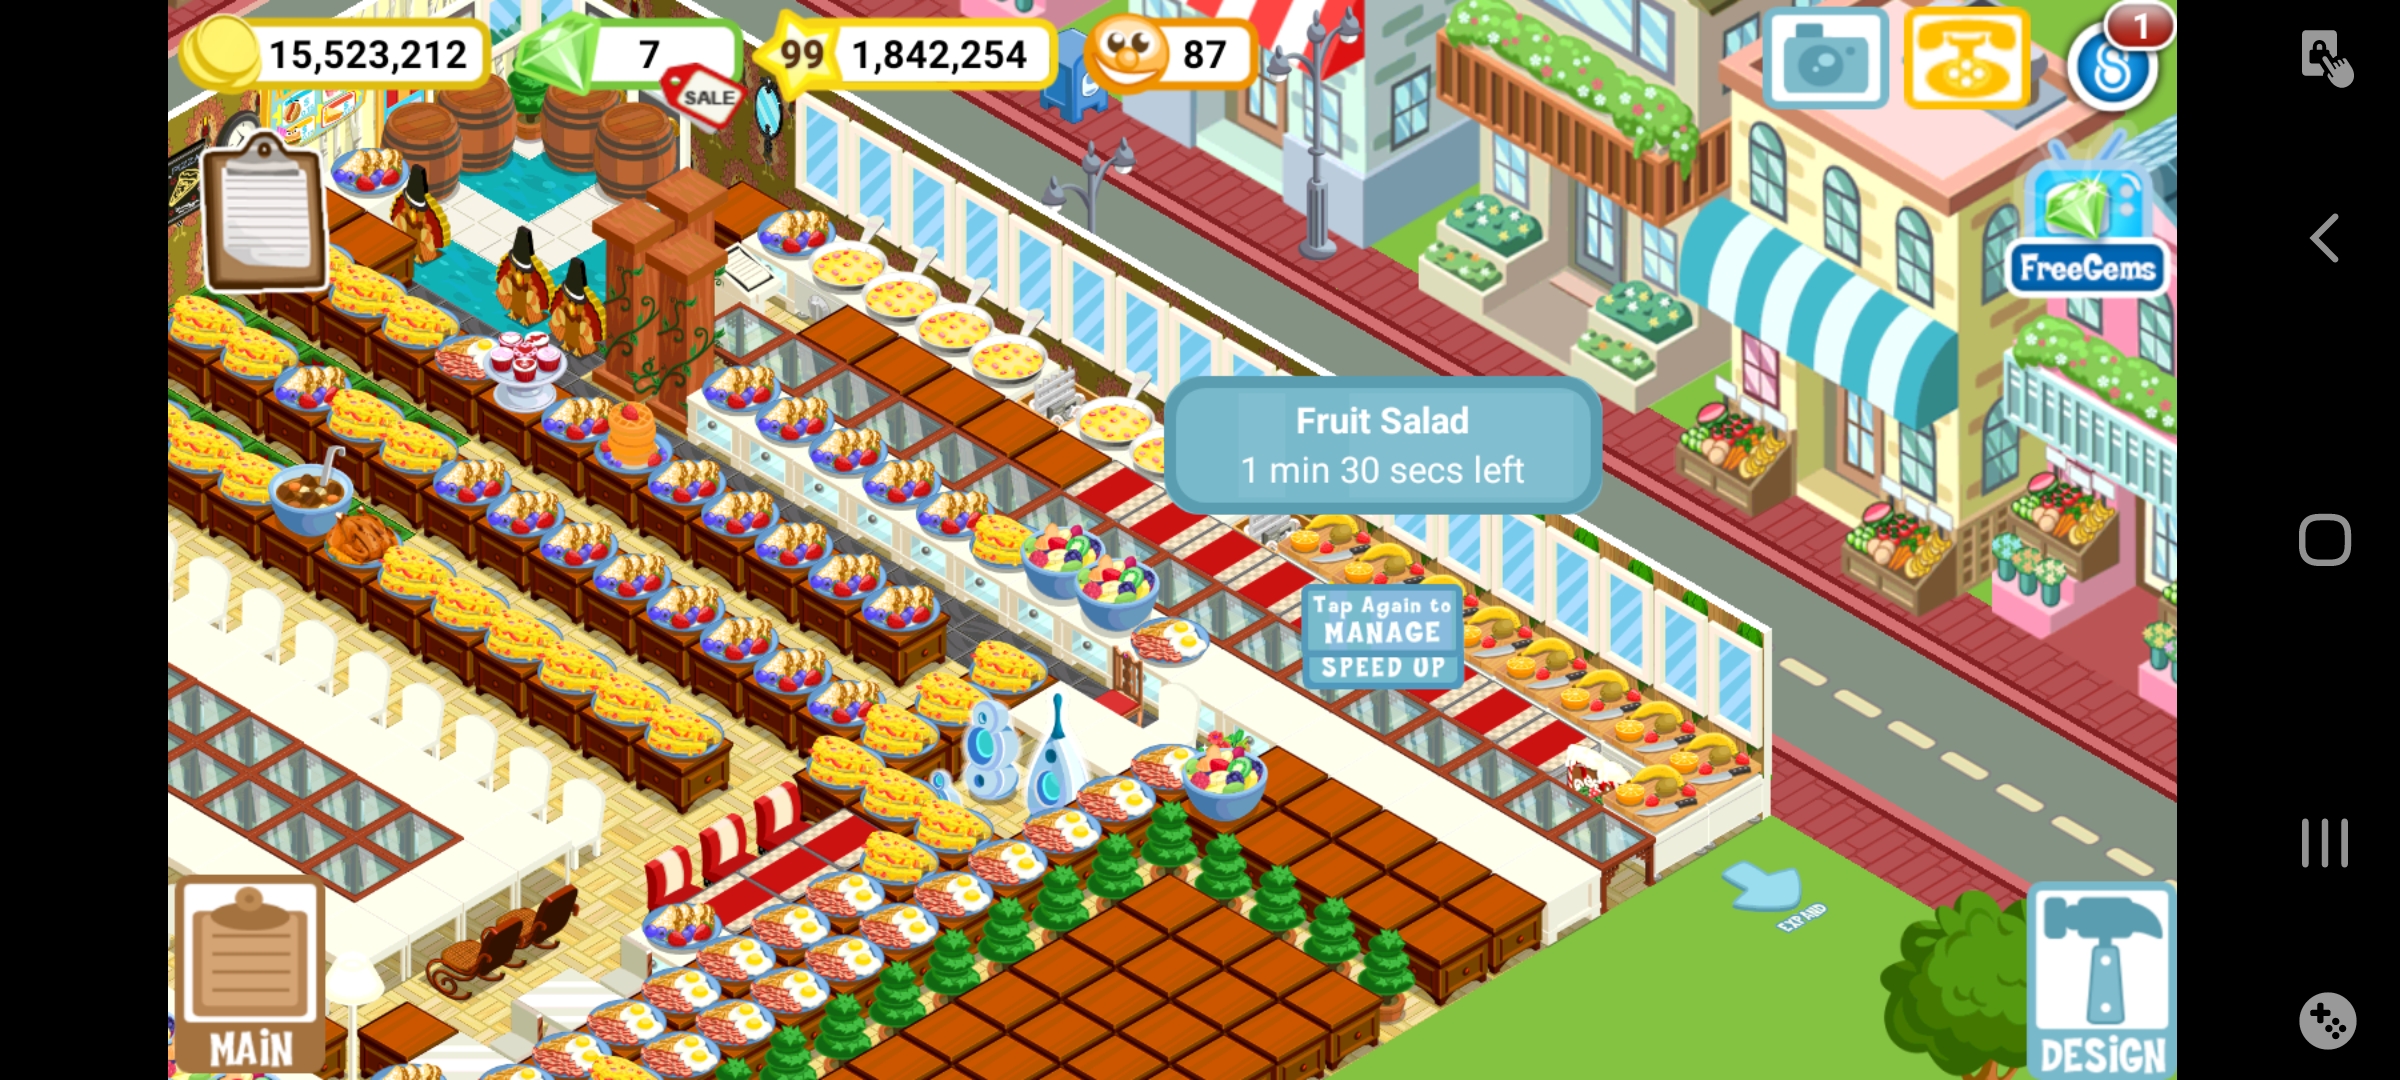 15,523,212
7
SALE
99
1,842,254
87
1
FreeGems
Fruit Salad
1 min 30 secs left
Tap Again to
MANAGE
SPEED UP
EXPAND
MAIN
DESIGN